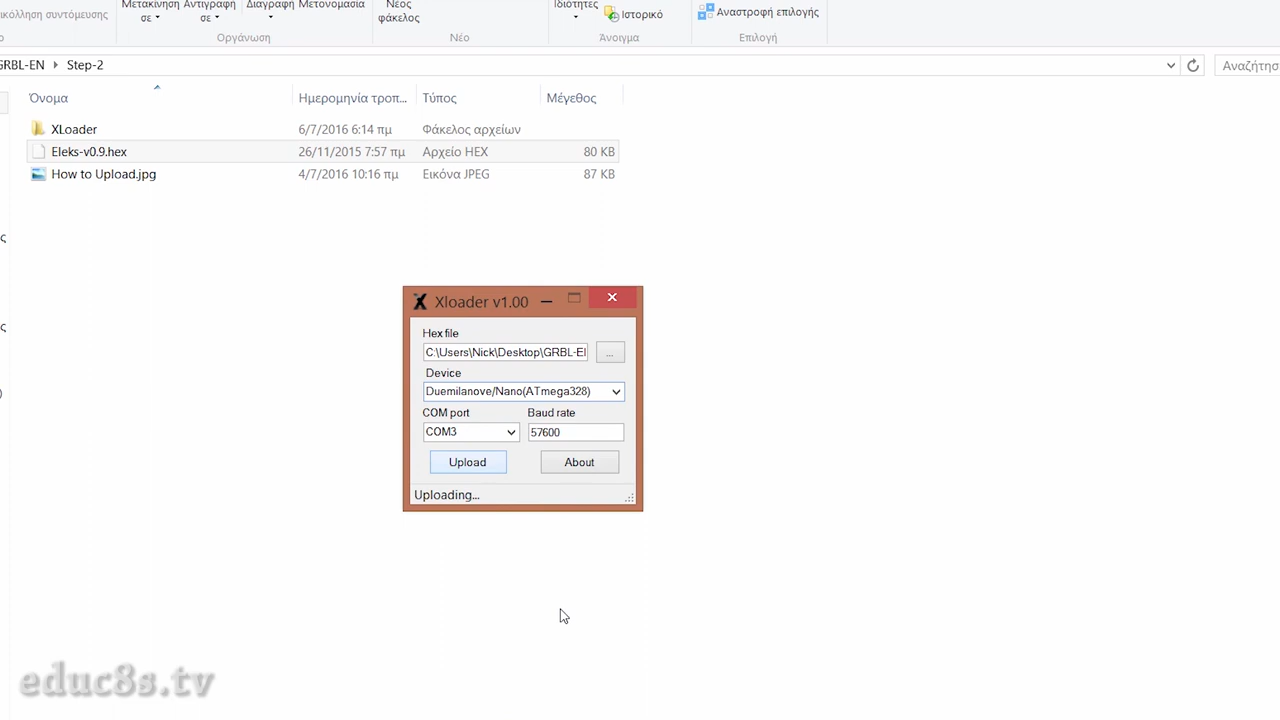 Μετακίνηση Αντιγραφή Διαγραφή Μετονομασία Νέος Ιδιότητες
ικόλληση συντόμευσης σε σε φάκελος Ιστορικό Αναστροφή επιλογής
Οργάνωση Νέο Άνοιγμα Επιλογή
GRBL-EN Step-2 Αναζήτησ
Όνομα Ημερομηνία τροπ... Τύπος Μέγεθος
XLoader 6/7/2016 6:14 πμ Φάκελος αρχείων
Eleks-v0.9.hex 26/11/2015 7:57 πμ Αρχείο HEX 80 KB
How to Upload.jpg 4/7/2016 10:16 πμ Εικόνα JPEG 87 KB
Xloader v1.00
Hex file
C:\Users\Nick\Desktop\GRBL-El ...
Device
Duemilanove/Nano(ATmega328)
COM port Baud rate
COM3 57600
Upload About
Uploading...
educ8s.tv